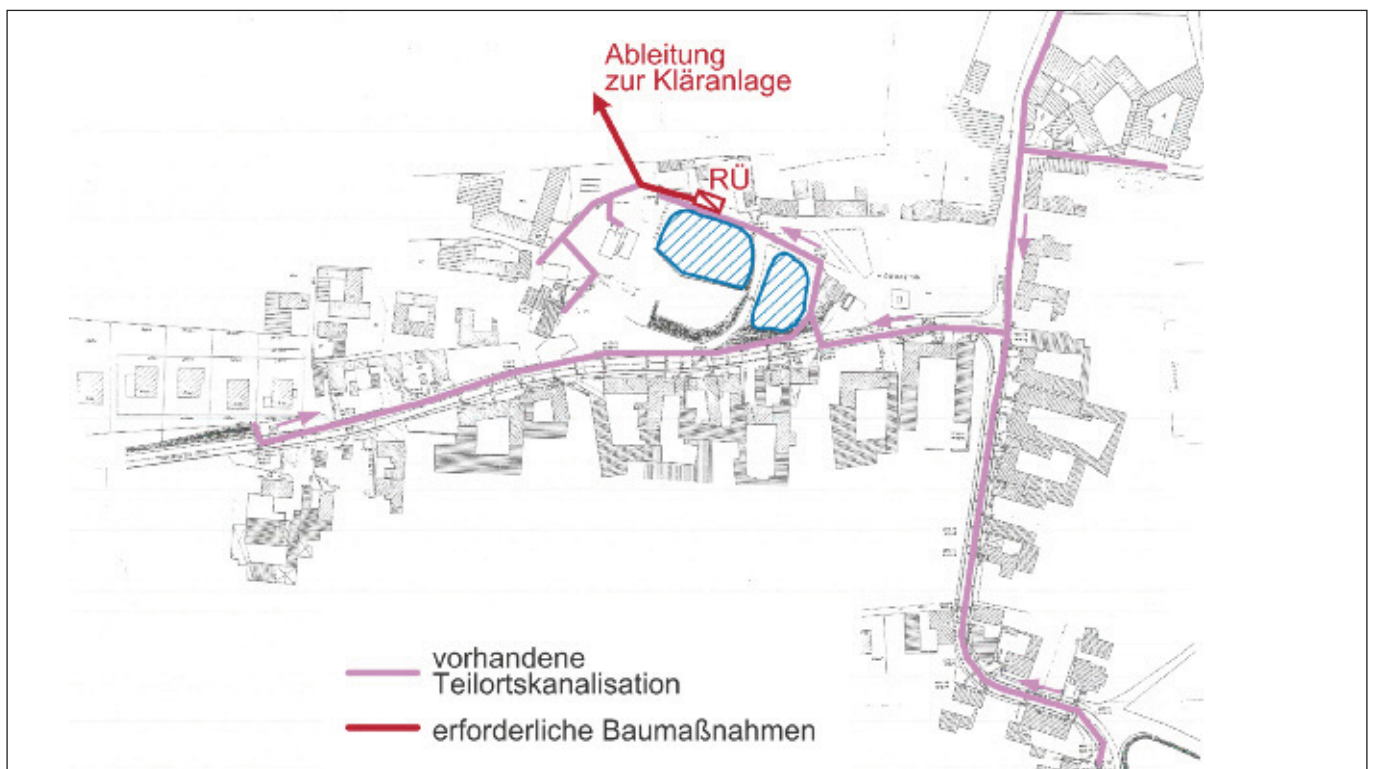 Ableitung
zur Kläranlage
RÜ
vorhandene
Teilortskanalisation
erforderliche Baumaßnahmen